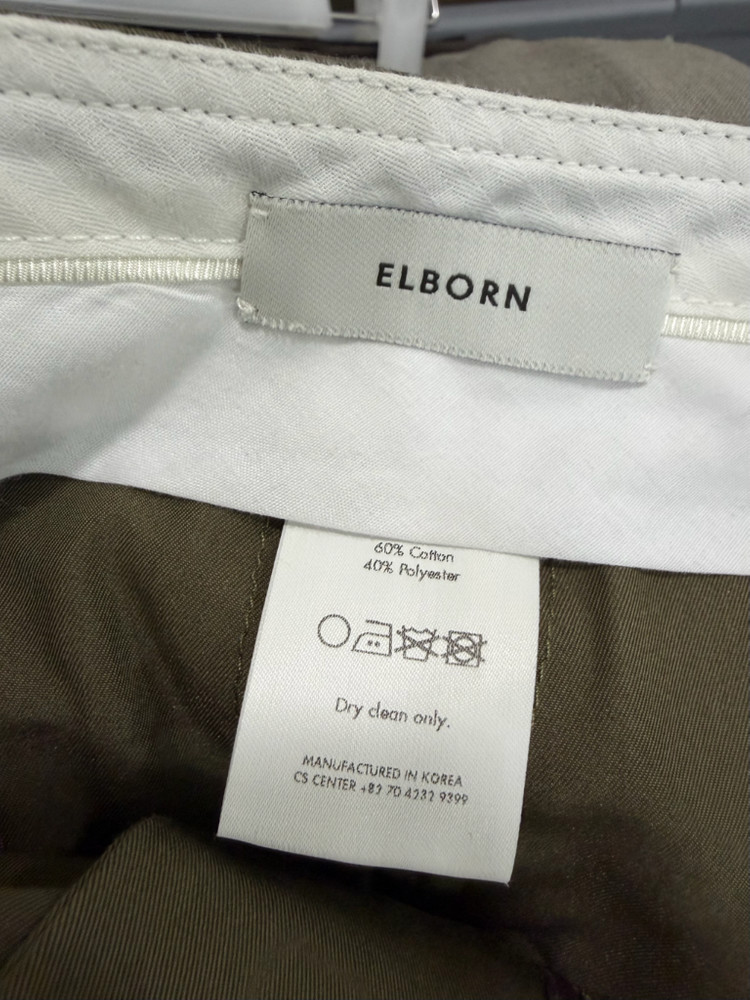 ELBORN
60% Cotton
40% Polyester
Dry clean only.
MANUFACTURED IN KOREA
CS CENTER +82 70 4232 9399